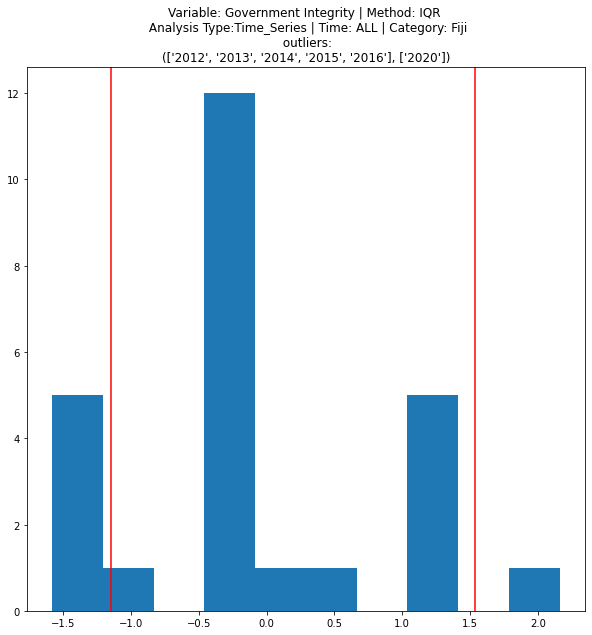 Variable: Government Integrity | Method: IQR
Analysis Type:Time_Series | Time: ALL | Category: Fiji
outliers:
(['2012', '2013', '2014', '2015', '2016'], ['2020'])
12
10
8
6
4
2
0
−1.5 −1.0 −0.5 0.0 0.5 1.0 1.5 2.0